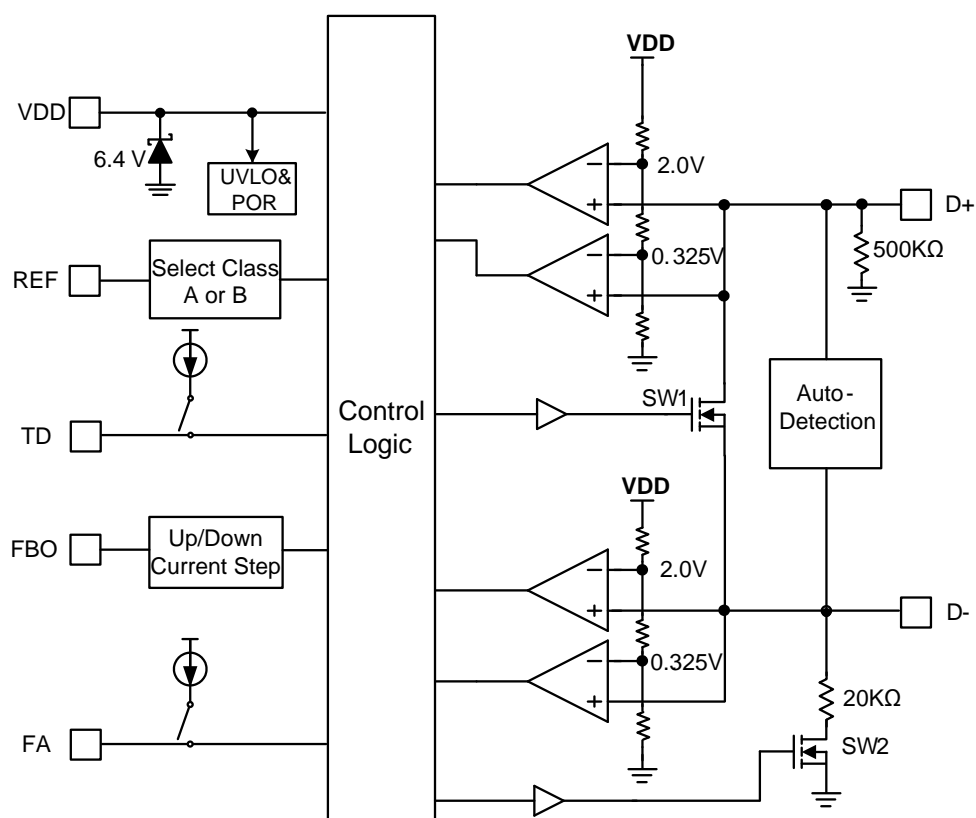 VDD
VDD
6.4 V
UVLO&
POR
2.0V
D+
REF
Select Class
A or B
0.325V
500KΩ
SW1
Auto-
Detection
Control
Logic
TD
VDD
FBO
Up/Down
Current Step
2.0V
D-
0.325V
20KΩ
FA
SW2